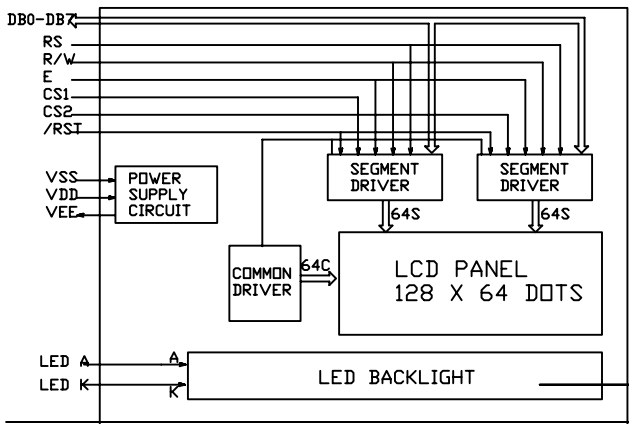 DB0-DB7
RS
R/W
E
CS1
CS2
/RST
SEGMENT
DRIVER
SEGMENT
DRIVER
VSS
VDD
VEE
POWER
SUPPLY
CIRCUIT
64S
64S
COMMON
DRIVER
64C
LCD PANEL
128 X 64 DOTS
LED A
A
LED K
K
LED BACKLIGHT